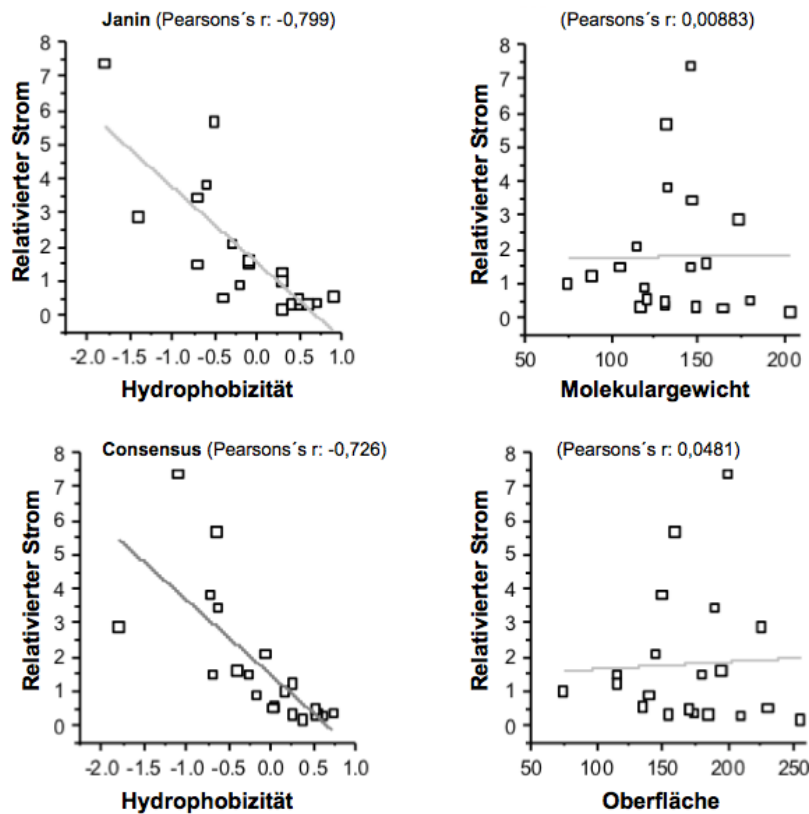 Janin (Pearsons´s r: -0,799)
Relativierter Strom
8
7
6
5
4
3
2
1
0
-2.0 -1.5 -1.0 -0.5 0.0 0.5 1.0
Hydrophobizität
(Pearsons´s r: 0,00883)
Relativierter Strom
8
7
6
5
4
3
2
1
0
50 100 150 200
Molekulargewicht
Consensus (Pearsons´s r: -0,726)
Relativierter Strom
8
7
6
5
4
3
2
1
0
-2.0 -1.5 -1.0 -0.5 0.0 0.5 1.0
Hydrophobizität
(Pearsons´s r: 0,0481)
Relativierter Strom
8
7
6
5
4
3
2
1
0
50 100 150 200 250
Oberfläche